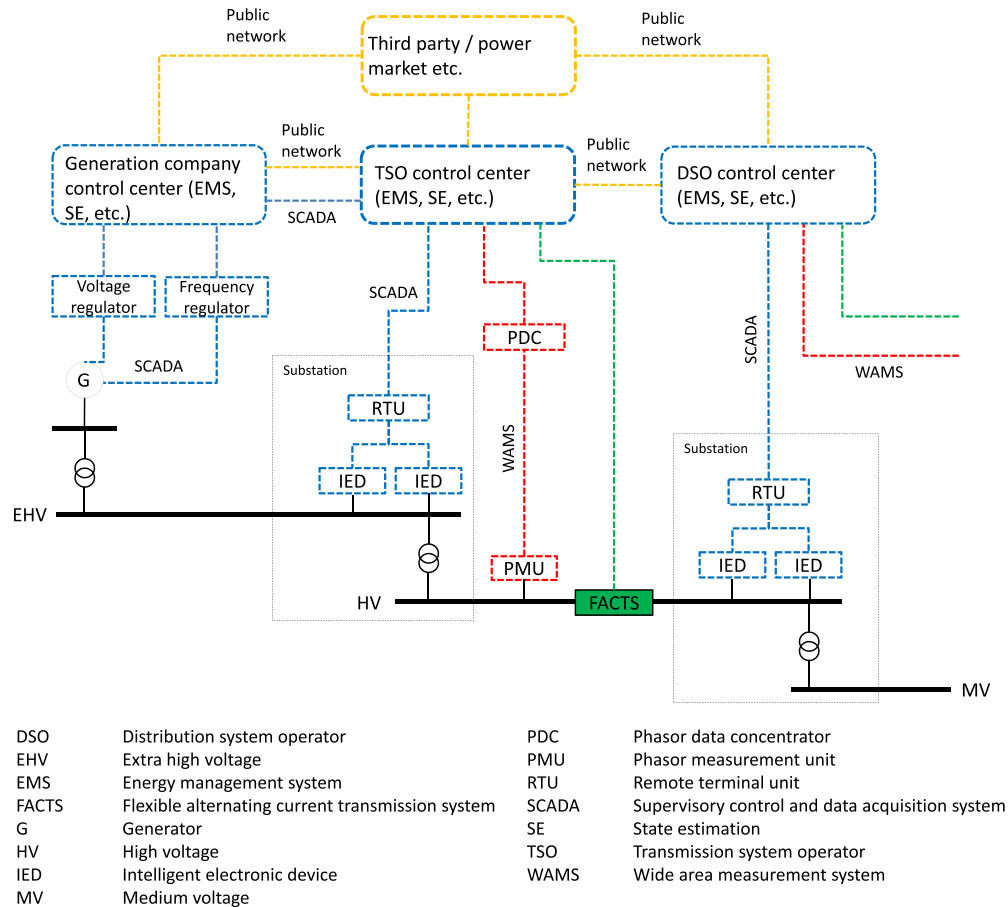 Public
network
Third party / power
market etc.
Public
network
Generation company
control center (EMS,
SE, etc.)
Public
network
SCADA
TSO control center
(EMS, SE, etc.)
Public
network
DSO control center
(EMS, SE, etc.)
Voltage
regulator
Frequency
regulator
SCADA
G
SCADA
Substation
RTU
IED
IED
PDC
WAMS
PMU
FACTS
SCADA
WAMS
Substation
RTU
IED
IED
EHV
HV
MV
DSO Distribution system operator
EHV Extra high voltage
EMS Energy management system
FACTS Flexible alternating current transmission system
G Generator
HV High voltage
IED Intelligent electronic device
MV Medium voltage
PDC Phasor data concentrator
PMU Phasor measurement unit
RTU Remote terminal unit
SCADA Supervisory control and data acquisition system
SE State estimation
TSO Transmission system operator
WAMS Wide area measurement system